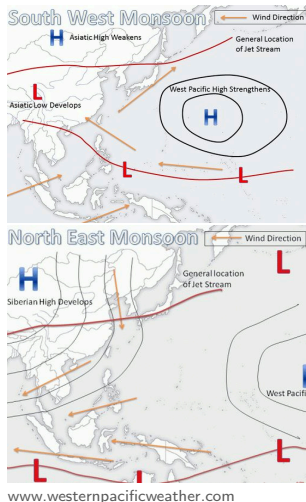 South West Monsoon
Wind Direction
H
Asiatic High Weakens
General Location
of Jet Stream
L
West Pacific High Strengthens
Asiatic Low Develops
H
L
L
North East Monsoon
Wind Direction
L
H
General location
of Jet Stream
Siberian High Develops
H
West Pacifi
L
L
L
www.westernpacificweather.com